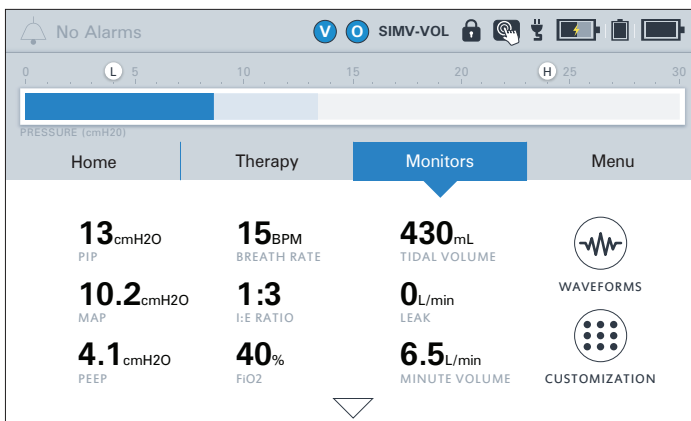 No Alarms V O SIMV-VOL
0 L 5 10 15 20 H 25 30
PRESSURE (cmH20)
Home Therapy Monitors Menu
13cmH2O 15BPM 430mL
PIP BREATH RATE TIDAL VOLUME
WAVEFORMS
10.2cmH2O 1:3 0L/min
MAP I:E RATIO LEAK
4.1cmH2O 40% 6.5L/min
PEEP FiO2 MINUTE VOLUME CUSTOMIZATION